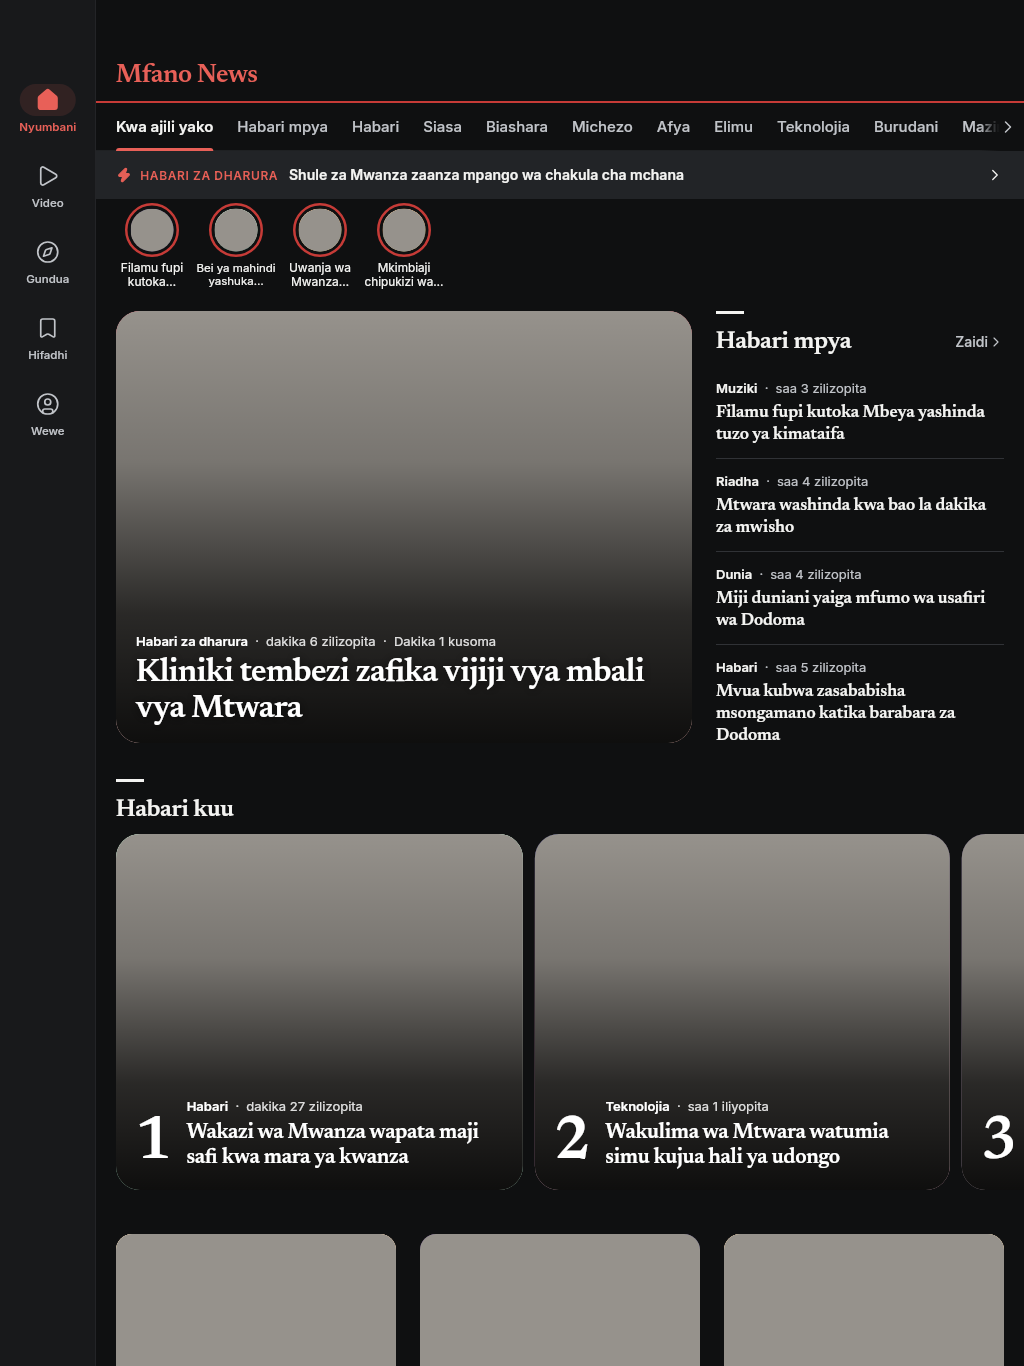 Mfano News
Nyumbani
Video
Gundua
Hifadhi
Wewe
Kwa ajili yako
Habari mpya
Habari
Siasa
Biashara
Michezo
Afya
Elimu
Teknolojia
Burudani
HABARI ZA DHARURA Shule za Mwanza zaanza mpango wa chakula cha mchana
Filamu fupi
kutoka...
Bei ya mahindi
yashuka...
Uwanja wa
Mwanza...
Mkimbiaji
chipukizi wa...
Habari za dharura · dakika 6 zilizopita · Dakika 1 kusoma
Kliniki tembezi zafika vijiji vya mbali
vya Mtwara
Habari mpya
Zaidi
Muziki · saa 3 zilizopita
Filamu fupi kutoka Mbeya yashinda
tuzo ya kimataifa
Riadha · saa 4 zilizopita
Mtwara washinda kwa bao la dakika
za mwisho
Dunia · saa 4 zilizopita
Miji duniani yaiga mfumo wa usafiri
wa Dodoma
Habari · saa 5 zilizopita
Mvua kubwa zasababisha
msongamano katika barabara za
Dodoma
Habari kuu
1
Habari · dakika 27 zilizopita
Wakazi wa Mwanza wapata maji
safi kwa mara ya kwanza
2
Teknolojia · saa 1 iliyopita
Wakulima wa Mtwara watumia
simu kujua hali ya udongo
3